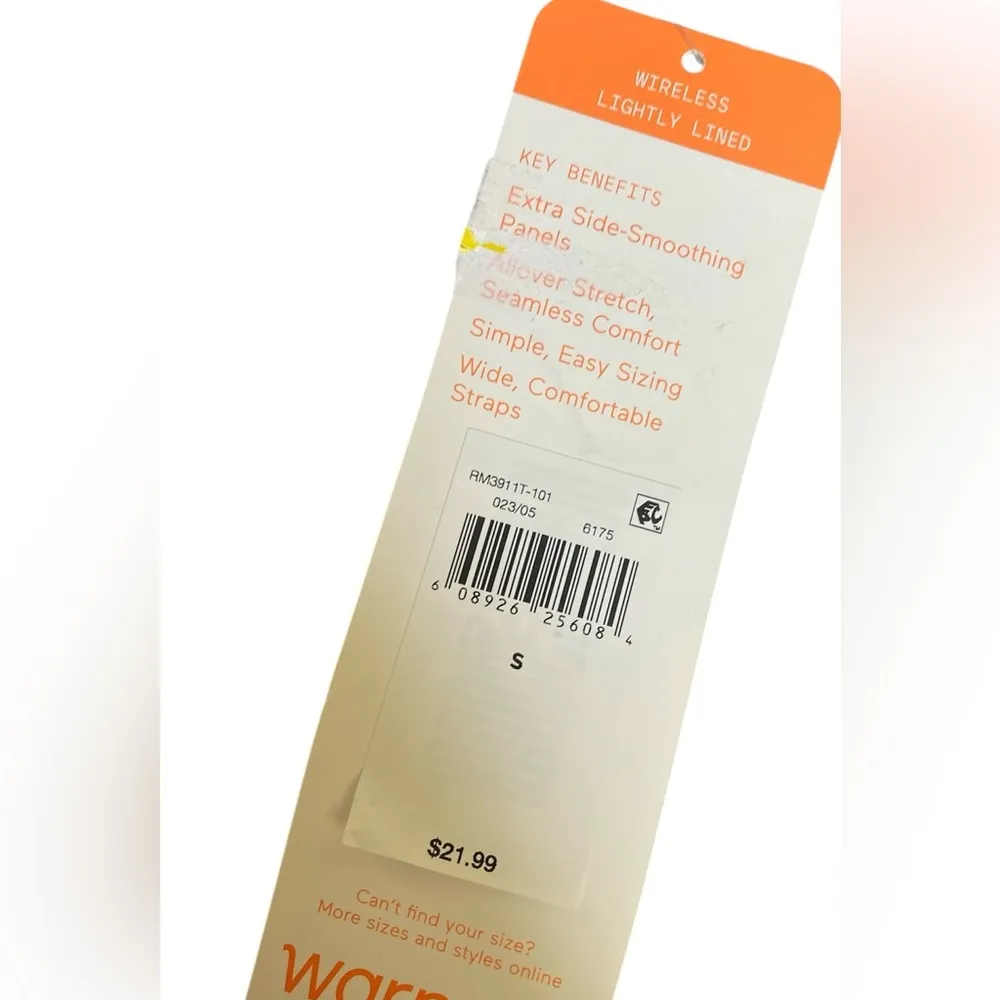 WIRELESS
LIGHTLY LINED
KEY BENEFITS
Extra Side-Smoothing
Panels
Allover Stretch,
Seamless Comfort
Simple, Easy Sizing
Wide, Comfortable
Straps
RM3911T-101
023/05 6175
6 08926 25608 4
S
$21.99
Can't find your size?
More sizes and styles online